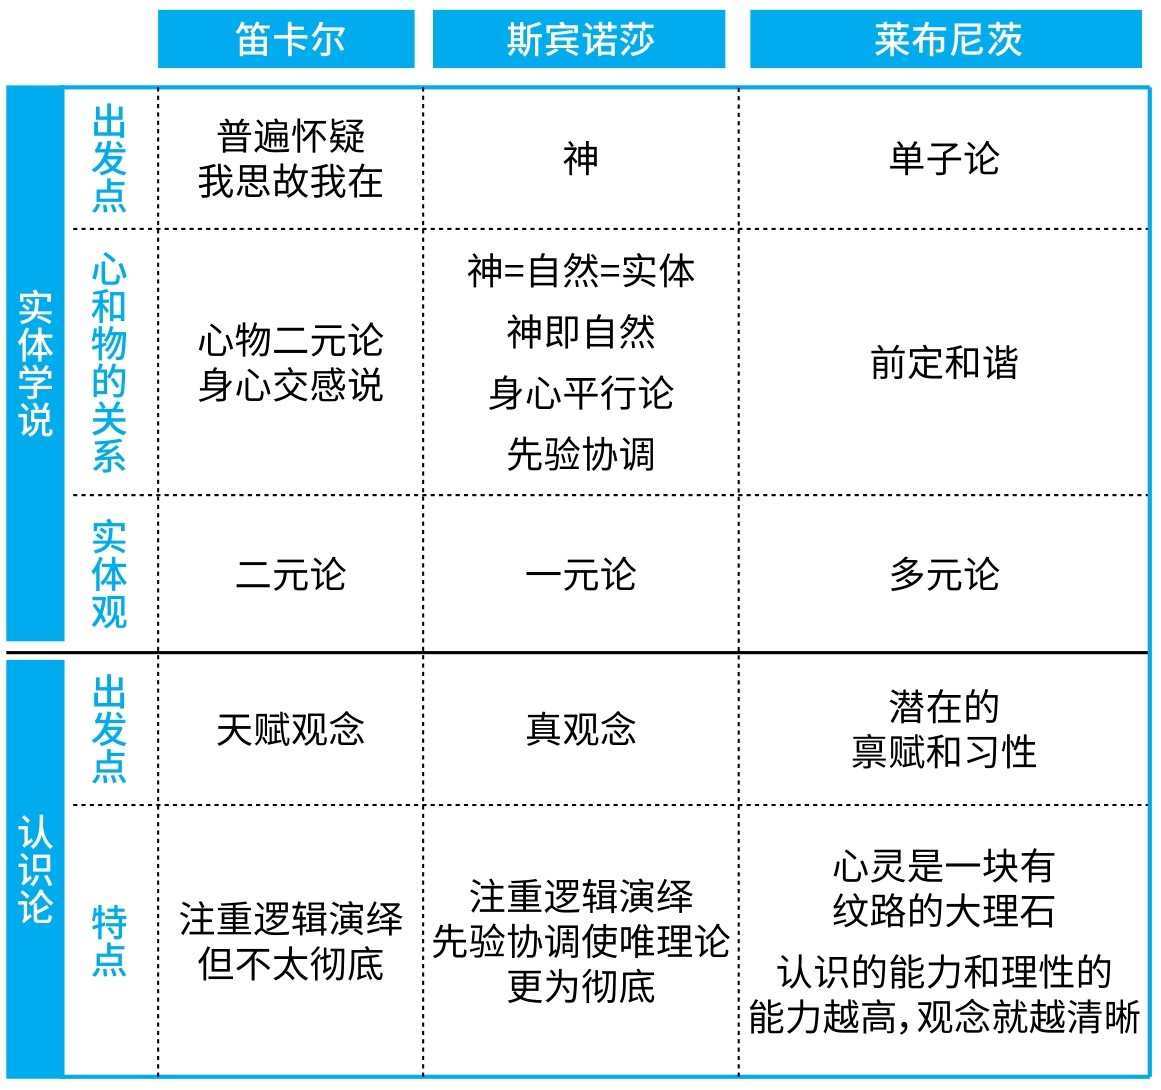 笛卡尔
斯宾诺莎
莱布尼茨
实体学说
出发点
普遍怀疑
我思故我在
神
单子论
心和物的关系
心物二元论
身心交感说
神=自然=实体
神即自然
身心平行论
先验协调
前定和谐
实体观
二元论
一元论
多元论
认识论
出发点
天赋观念
真观念
潜在的
禀赋和习性
特点
注重逻辑演绎
但不太彻底
注重逻辑演绎
先验协调使唯理论
更为彻底
心灵是一块有
纹路的大理石
认识的能力和理性的
能力越高，观念就越清晰